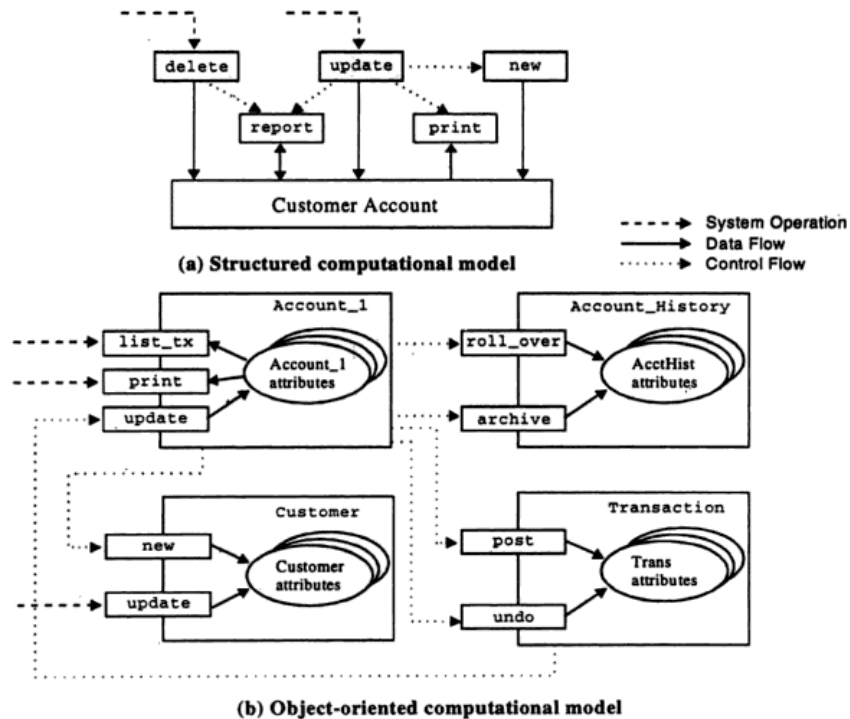 delete
update
new
report
print
Customer Account
System Operation
Data Flow
(a) Structured computational model
Control Flow
Account_1
Account_History
list_tx
roll_over
Account_1
attributes
AcctHist
attributes
print
update
archive
Customer
Transaction
new
post
Customer
attributes
Trans
attributes
update
undo
(b) Object-oriented computational model